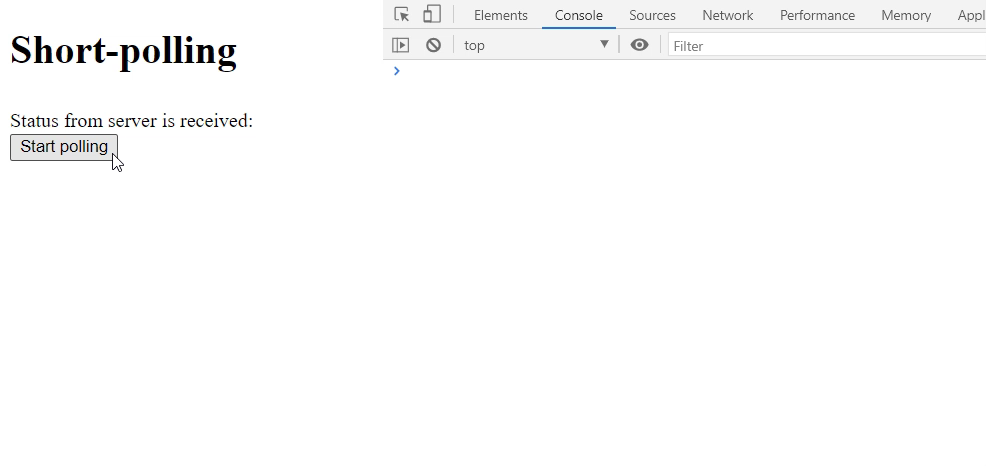 Short-polling
Status from server is received:
Start polling
Elements Console Sources Network Performance Memory Appl
top Filter